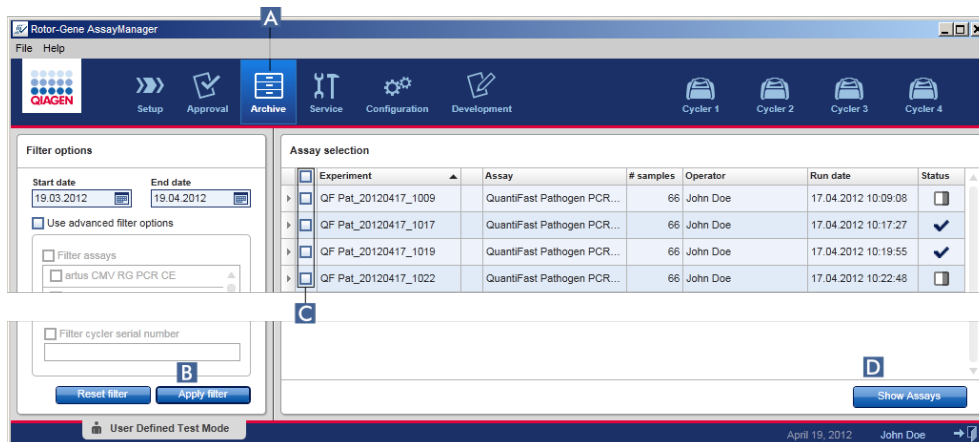 A
Rotor-Gene AssayManager
File Help
QIAGEN
Setup Approval Archive Service Configuration Development Cycler 1 Cycler 2 Cycler 3 Cycler 4
Filter options
Start date End date
19.03.2012 19.04.2012
Use advanced filter options
Filter assays
artus CMV RG PCR CE
Filter cycler serial number
B
Reset filter Apply filter
Assay selection
Experiment Assay # samples Operator Run date Status
QF Pat_20120417_1009 QuantiFast Pathogen PCR... 66 John Doe 17.04.2012 10:09:08
QF Pat_20120417_1017 QuantiFast Pathogen PCR... 66 John Doe 17.04.2012 10:17:27
QF Pat_20120417_1019 QuantiFast Pathogen PCR... 66 John Doe 17.04.2012 10:19:55
QF Pat_20120417_1022 QuantiFast Pathogen PCR... 66 John Doe 17.04.2012 10:22:48
C
D
Show Assays
User Defined Test Mode
April 19, 2012 John Doe